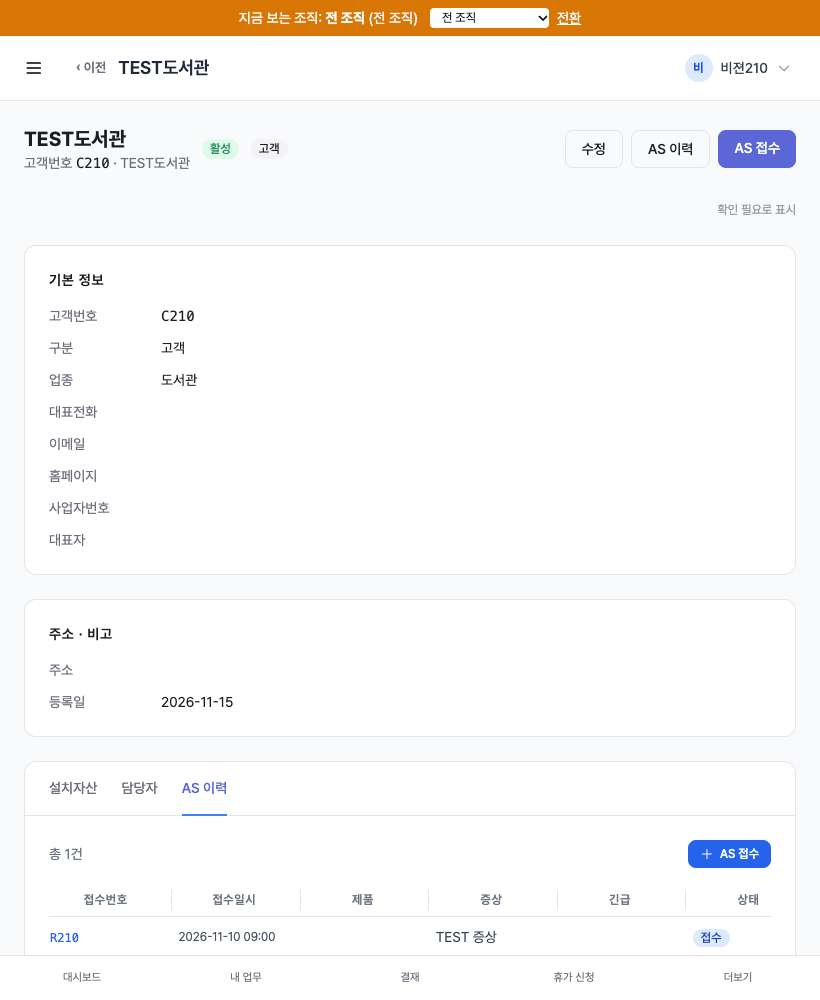 지금 보는 조직: 전 조직 (전 조직) 전 조직 전환
‹ 이전 TEST도서관 비 비젼210
TEST도서관 활성 고객 수정 AS 이력 AS 접수
고객번호 C210 · TEST도서관
확인 필요로 표시
기본 정보
고객번호 C210
구분 고객
업종 도서관
대표전화
이메일
홈페이지
사업자번호
대표자
주소 · 비고
주소
등록일 2026-11-15
설치자산 담당자 AS 이력
총 1건 + AS 접수
접수번호 접수일시 제품 증상 긴급 상태
R210 2026-11-10 09:00 TEST 증상 접수
대시보드 내 업무 결재 휴가 신청 더보기